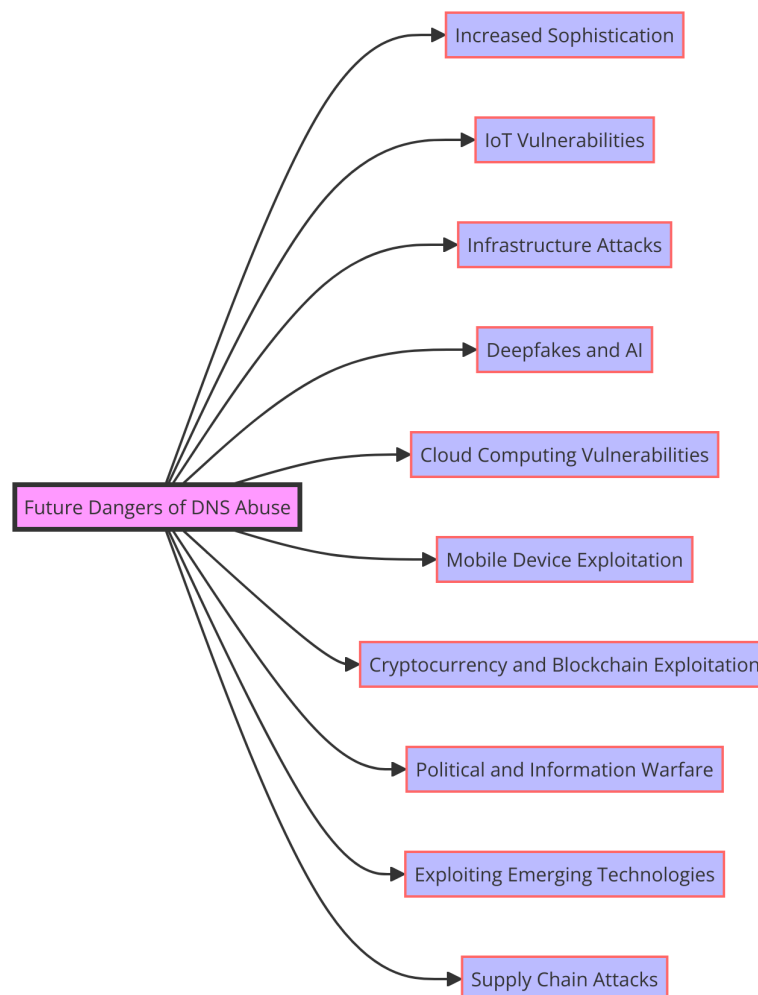 Increased Sophistication
IoT Vulnerabilities
Infrastructure Attacks
Deepfakes and AI
Cloud Computing Vulnerabilities
Future Dangers of DNS Abuse
Mobile Device Exploitation
Cryptocurrency and Blockchain Exploitation
Political and Information Warfare
Exploiting Emerging Technologies
Supply Chain Attacks